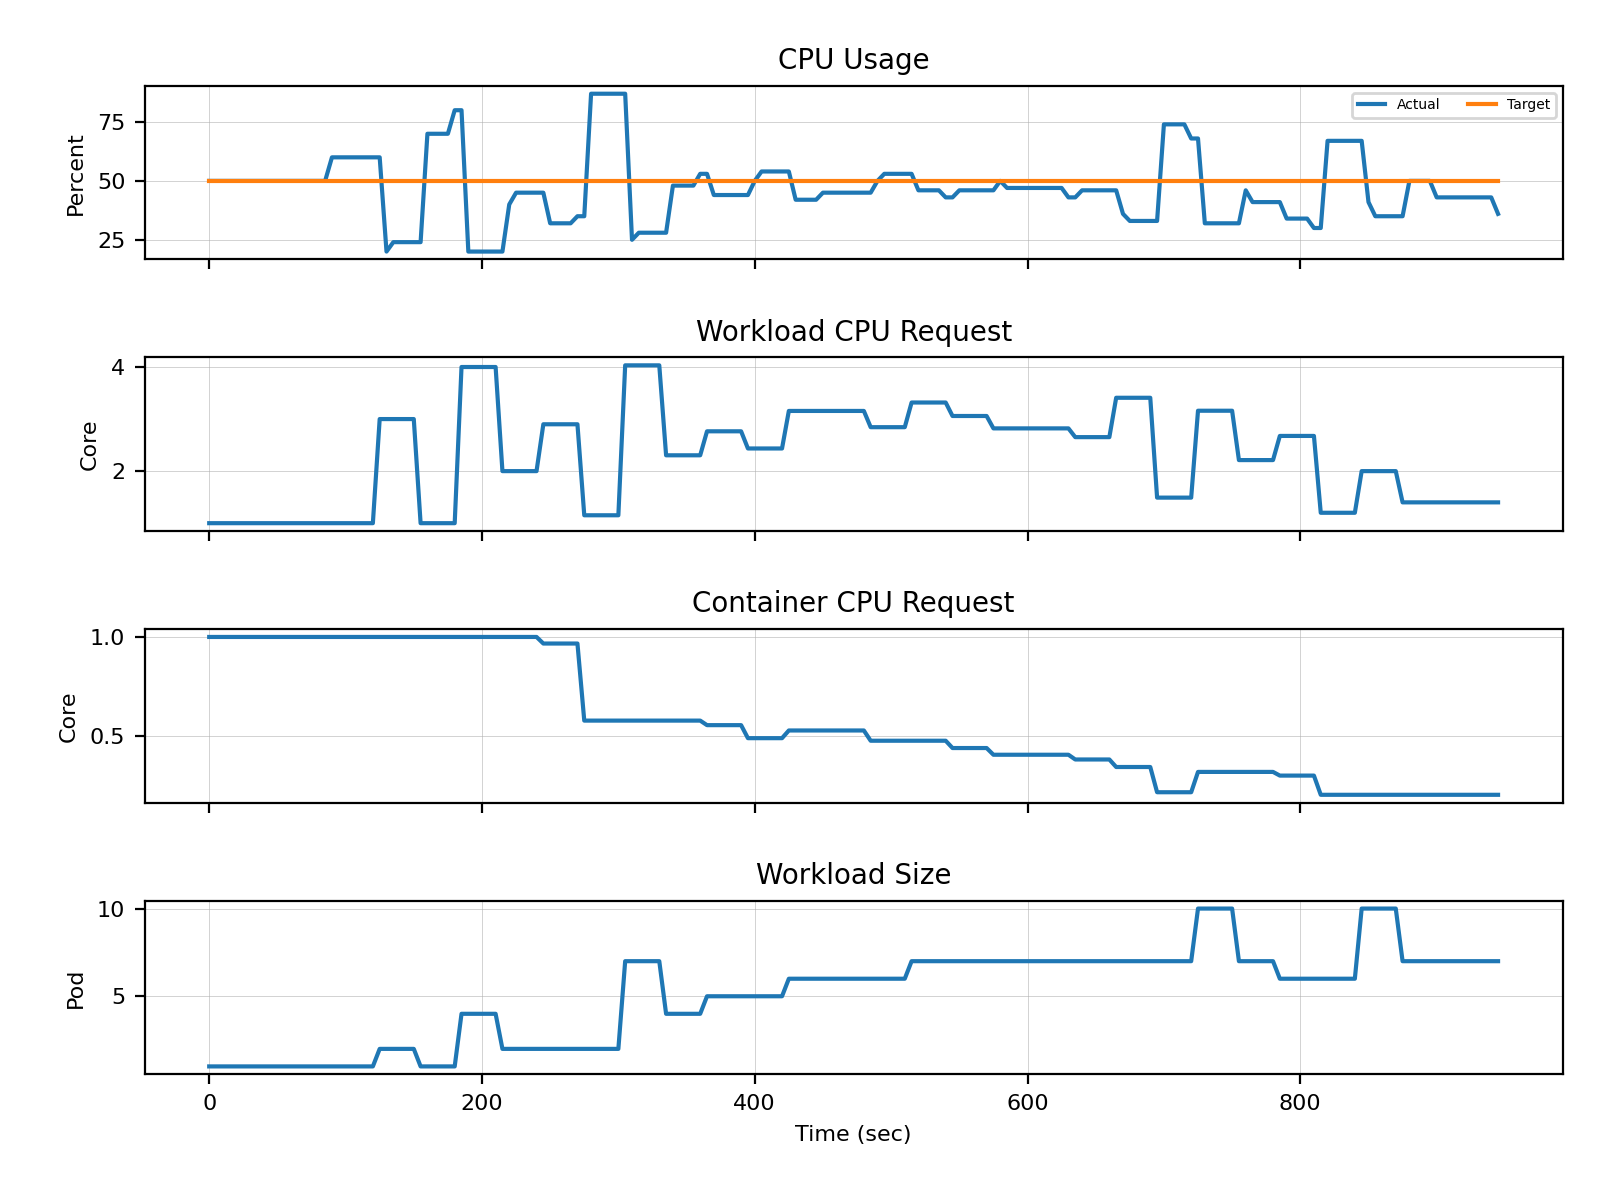 CPU Usage
Percent
75
50
25
Actual Target
Workload CPU Request
Core
4
2
Container CPU Request
Core
1.0
0.5
Workload Size
Pod
10
5
0 200 400 600 800
Time (sec)